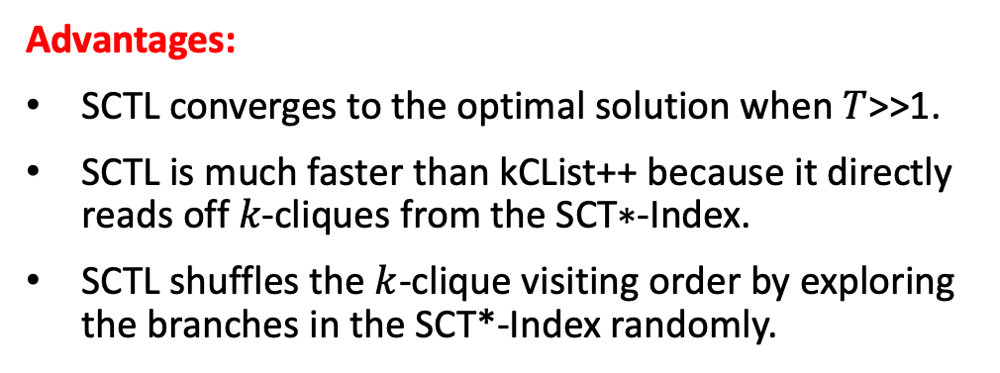 Advantages:
• SCTL converges to the optimal solution when T>>1.
• SCTL is much faster than kCList++ because it directly
reads off k-cliques from the SCT∗-Index.
• SCTL shuffles the k-clique visiting order by exploring
the branches in the SCT*-Index randomly.